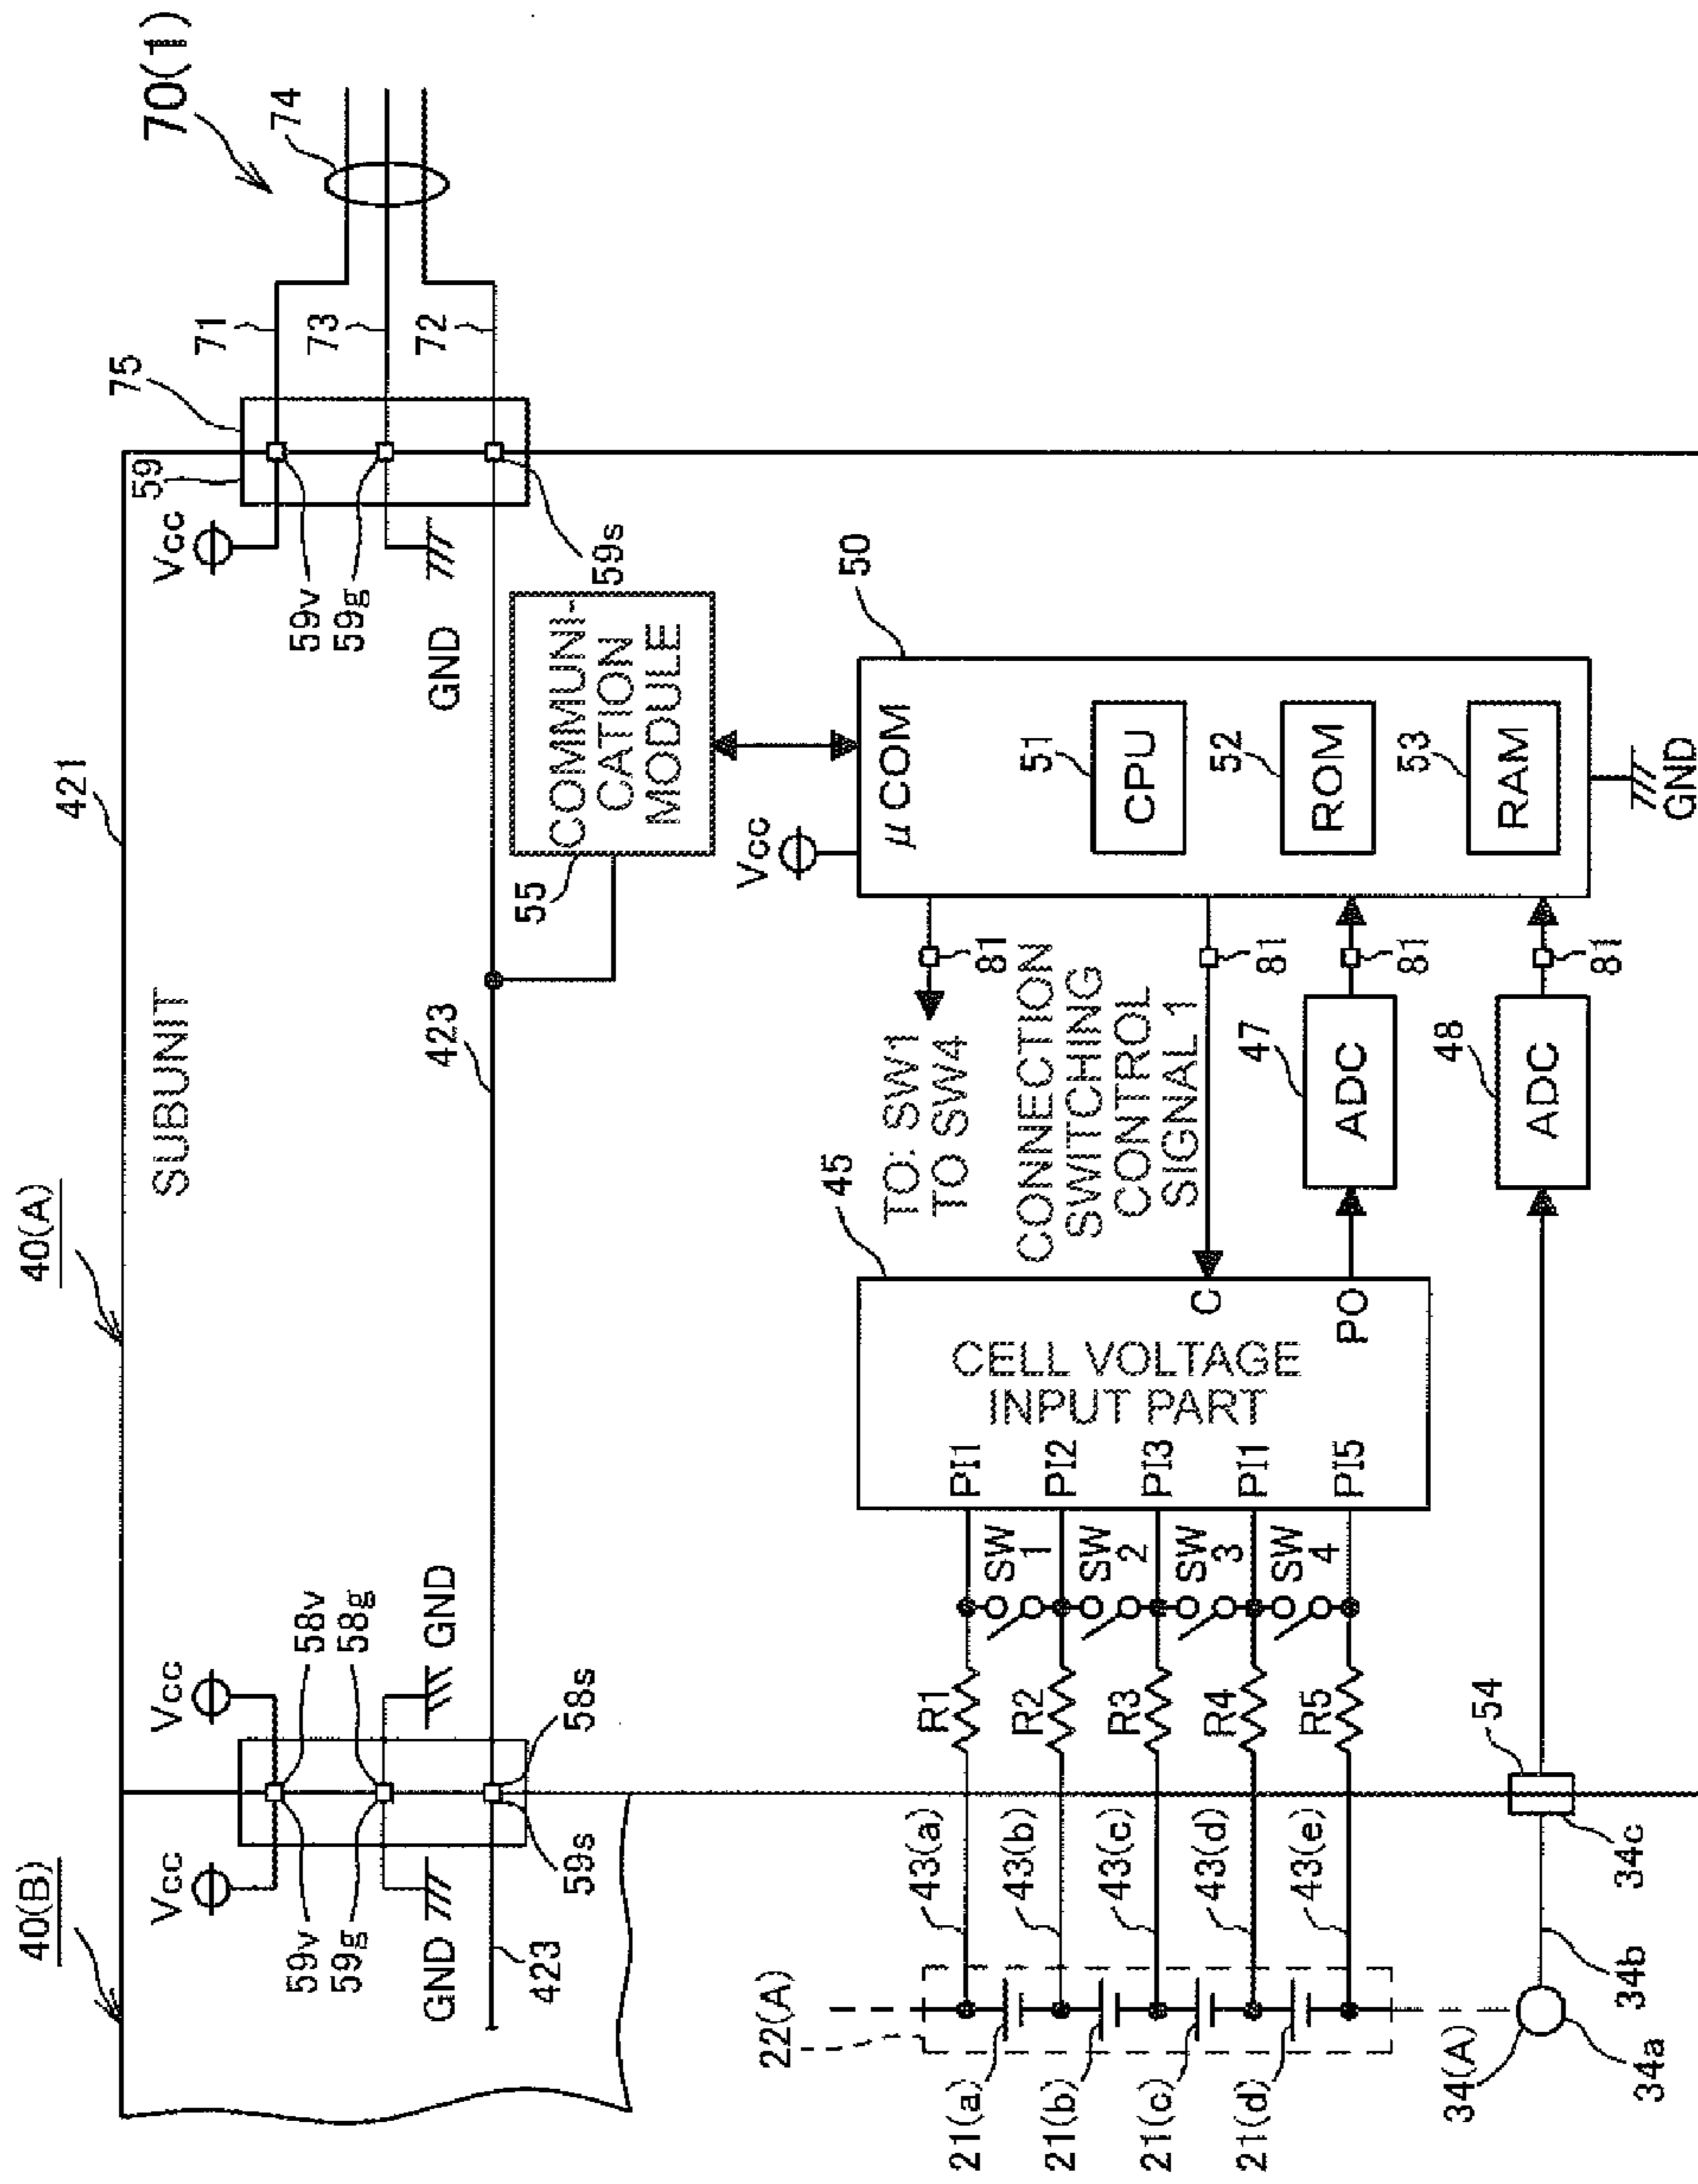 40(B)
40(A)
421
70(1)
SUBUNIT
Vcc
Vcc
Vcc
59
75
71
74
59v
58v
59v
73
59g
58g
59g
72
GND
GND
GND
423
423
59s
58s
59s
55
COMMUNI-
CATION
MODULE
Vcc
50
22(A)
45
TO: SW1
TO SW4
81
μCOM
21(a)
43(a)
R1
SW
1
PI1
CELL VOLTAGE
INPUT PART
CONNECTION
SWITCHING
CONTROL
SIGNAL 1
51
CPU
21(b)
43(b)
R2
SW
2
PI2
C
81
21(c)
43(c)
R3
SW
3
PI3
52
ROM
21(d)
43(d)
R4
SW
4
PI1
47
43(e)
R5
PI5
PO
ADC
81
53
RAM
34(A)
54
48
ADC
81
34a
34b
34c
GND